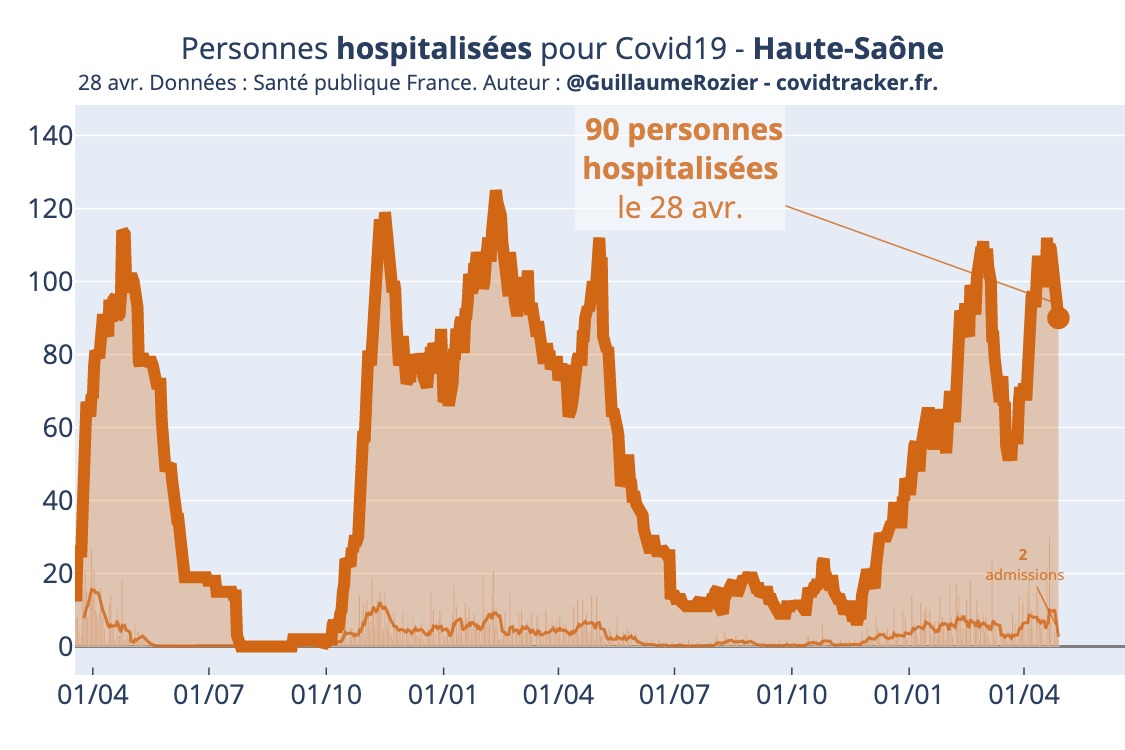 Personnes hospitalisées pour Covid19 - Haute-Saône
28 avr. Données : Santé publique France. Auteur : @GuillaumeRozier - covidtracker.fr.
90 personnes
hospitalisées
le 28 avr.
140
120
100
80
60
40
20
0
2
admissions
01/04 01/07 01/10 01/01 01/04 01/07 01/10 01/01 01/04